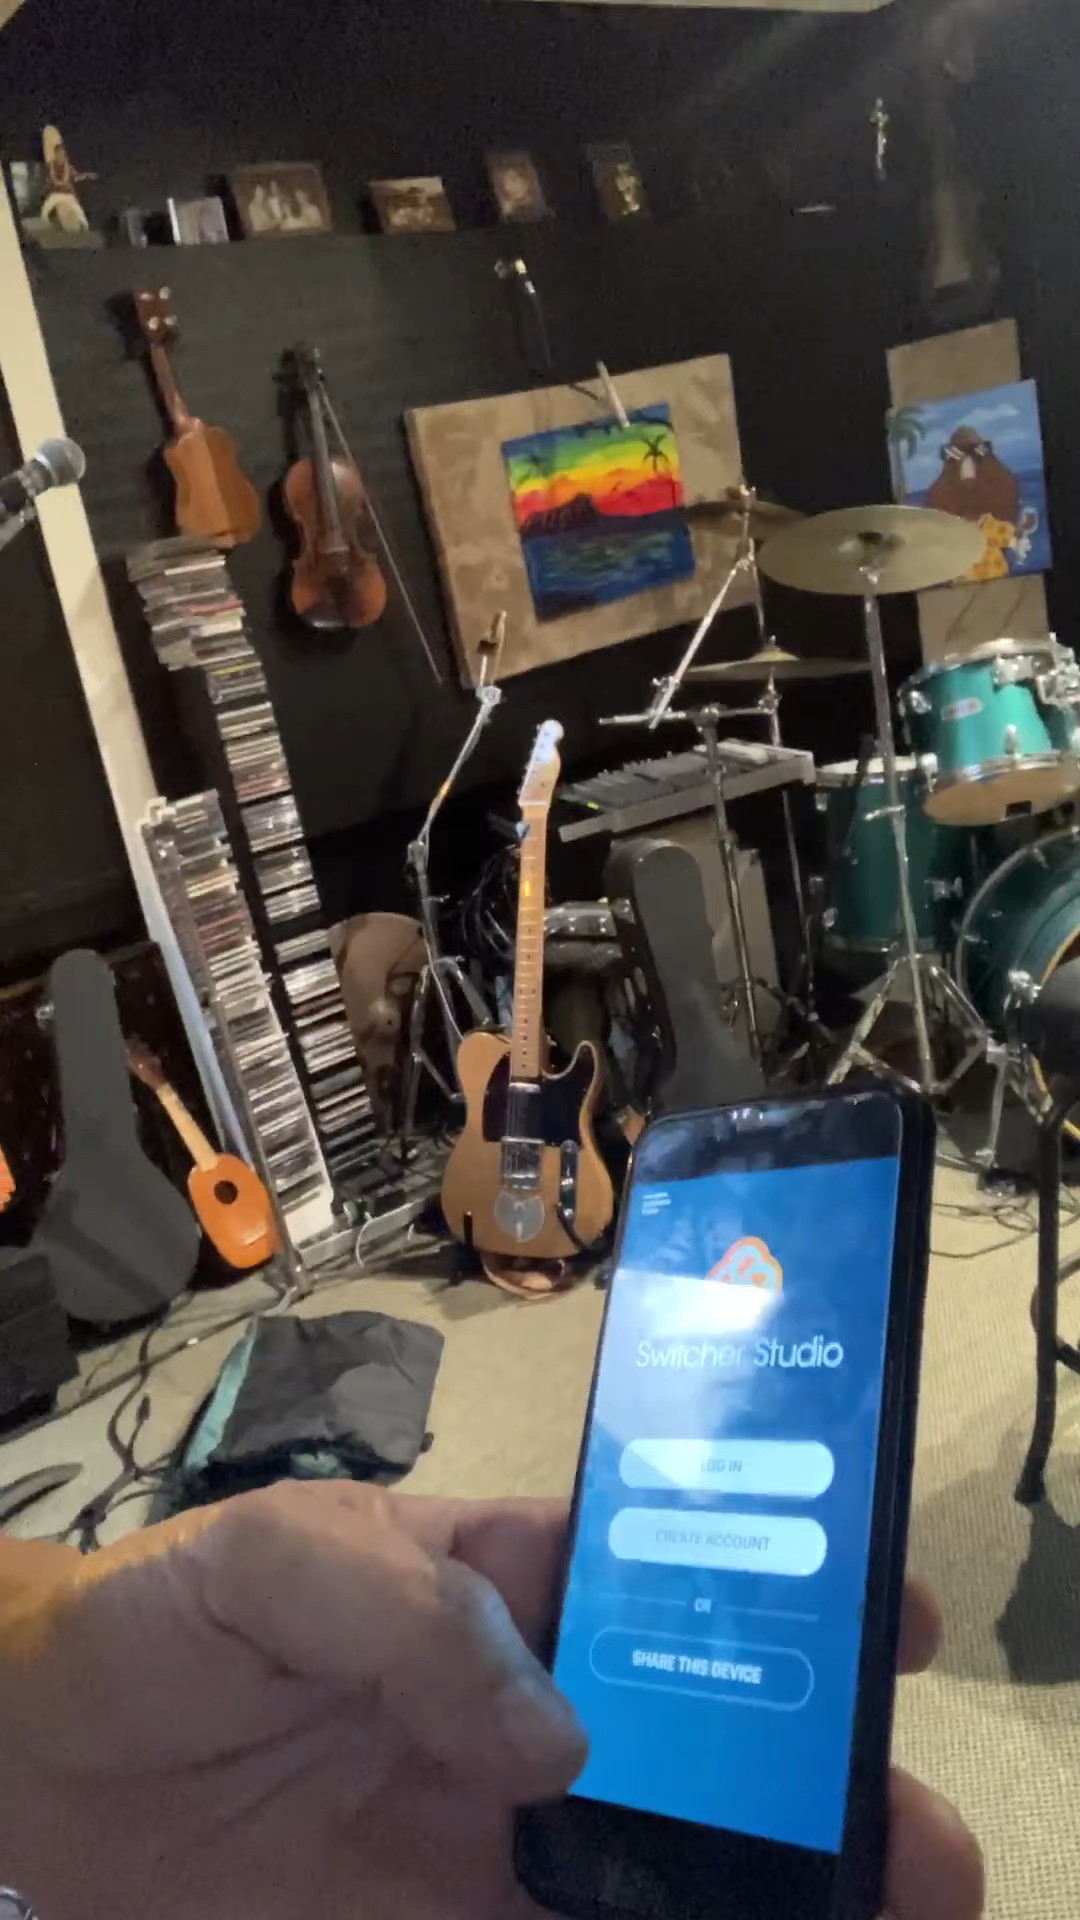 Switcher Studio
LOG IN
CREATE ACCOUNT
OR
SHARE THIS DEVICE